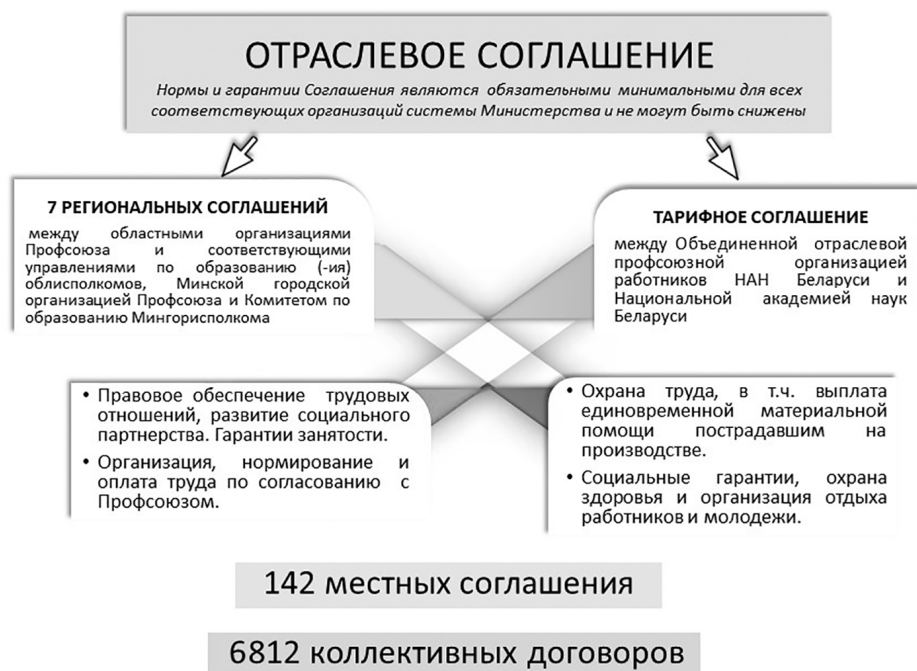 ОТРАСЛЕВОЕ СОГЛАШЕНИЕ
Нормы и гарантии Соглашения являются обязательными минимальными для всех
соответствующих организаций системы Министерства и не могут быть снижены
7 РЕГИОНАЛЬНЫХ СОГЛАШЕНИЙ
между областными организациями
Профсоюза и соответствующими
управлениями по образованию (-ия)
облисполкомов, Минской городской
организацией Профсоюза и Комитетом по
образованию Мингорисполкома
ТАРИФНОЕ СОГЛАШЕНИЕ
между Объединенной отраслевой
профсоюзной организацией
работников НАН Беларуси и
Национальной академией наук
Беларуси
• Правовое обеспечение трудовых
отношений, развитие социального
партнерства. Гарантии занятости.
• Организация, нормирование и
оплата труда по согласованию с
Профсоюзом.
• Охрана труда, в т.ч. выплата
единовременной материальной
помощи пострадавшим на
производстве.
• Социальные гарантии, охрана
здоровья и организация отдыха
работников и молодежи.
142 местных соглашения
6812 коллективных договоров